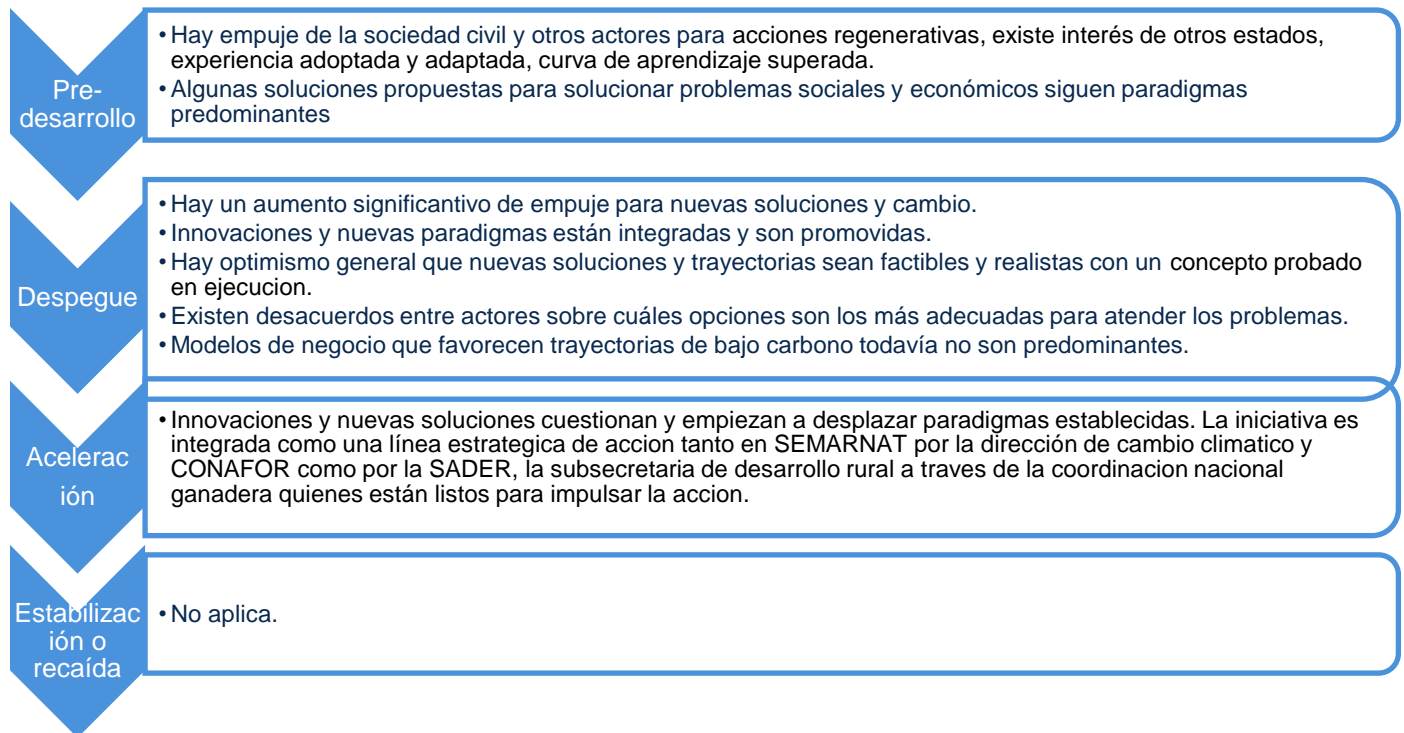 Pre-
desarrollo
• Hay empuje de la sociedad civil y otros actores para acciones regenerativas, existe interés de otros estados,
experiencia adoptada y adaptada, curva de aprendizaje superada.
• Algunas soluciones propuestas para solucionar problemas sociales y económicos siguen paradigmas
predominantes
Despegue
• Hay un aumento significantivo de empuje para nuevas soluciones y cambio.
• Innovaciones y nuevas paradigmas están integradas y son promovidas.
• Hay optimismo general que nuevas soluciones y trayectorias sean factibles y realistas con un concepto probado
en ejecucion.
• Existen desacuerdos entre actores sobre cuáles opciones son los más adecuadas para atender los problemas.
• Modelos de negocio que favorecen trayectorias de bajo carbono todavía no son predominantes.
Acelerac
ión
• Innovaciones y nuevas soluciones cuestionan y empiezan a desplazar paradigmas establecidas. La iniciativa es
integrada como una línea estrategica de accion tanto en SEMARNAT por la dirección de cambio climatico y
CONAFOR como por la SADER, la subsecretaria de desarrollo rural a traves de la coordinacion nacional
ganadera quienes están listos para impulsar la accion.
Estabilizac
ión o
recaída
• No aplica.